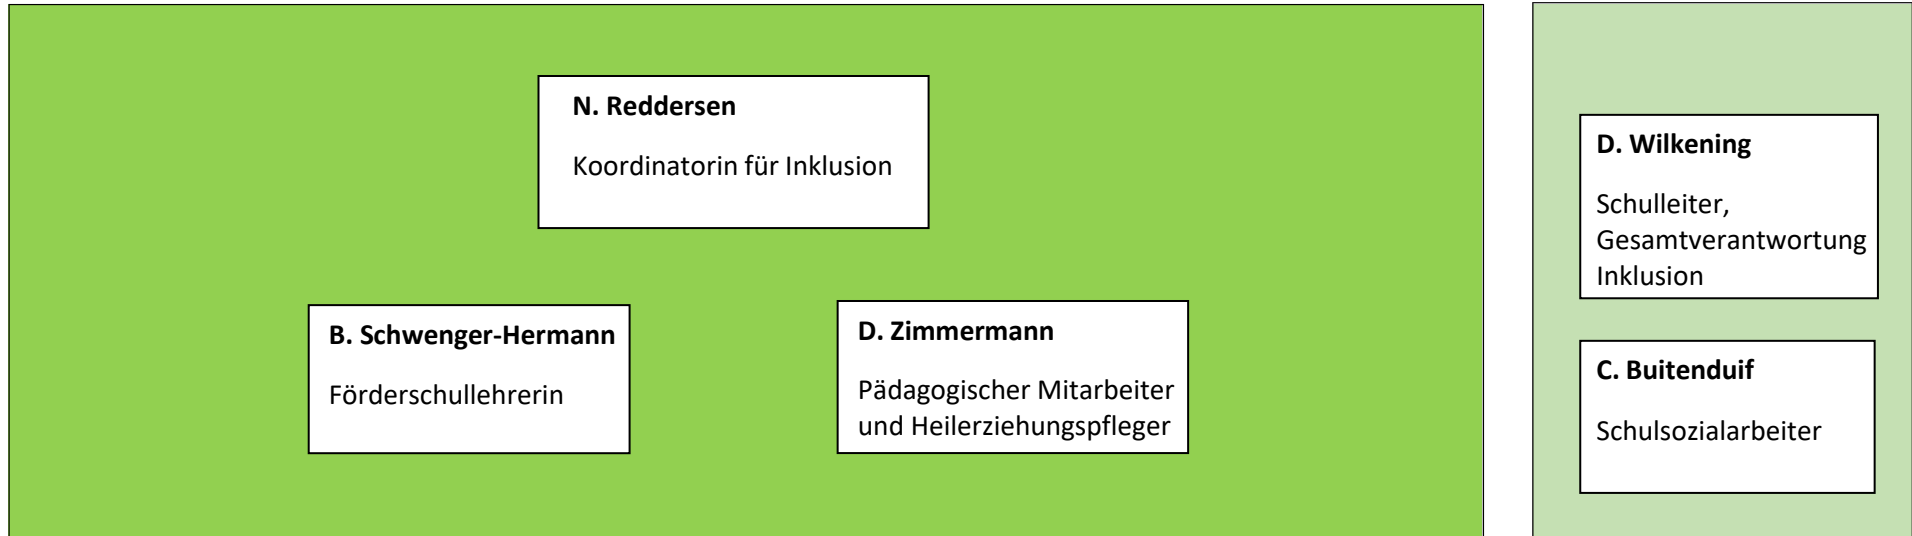 N. Reddersen
Koordinatorin für Inklusion
B. Schwenger-Hermann
Förderschullehrerin
D. Zimmermann
Pädagogischer Mitarbeiter
und Heilerziehungspfleger
D. Wilkening
Schulleiter,
Gesamtverantwortung
Inklusion
C. Buitenduif
Schulsozialarbeiter